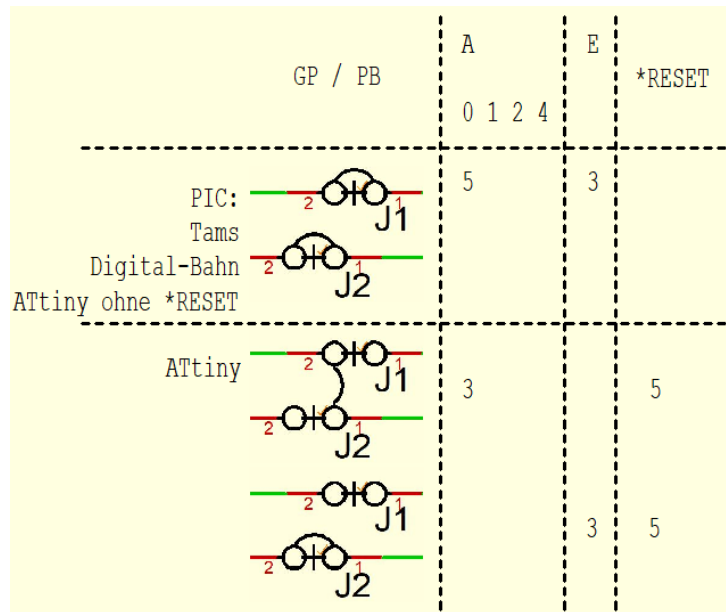 A E
GP / PB *RESET
0 1 2 4
5 3
PIC: 2 1
J1
Tams
Digital-Bahn 2 1
J2
ATtiny ohne *RESET
ATtiny 2 1
J1
3 5
2 1
J2
2 1
J1
3 5
2 1
J2